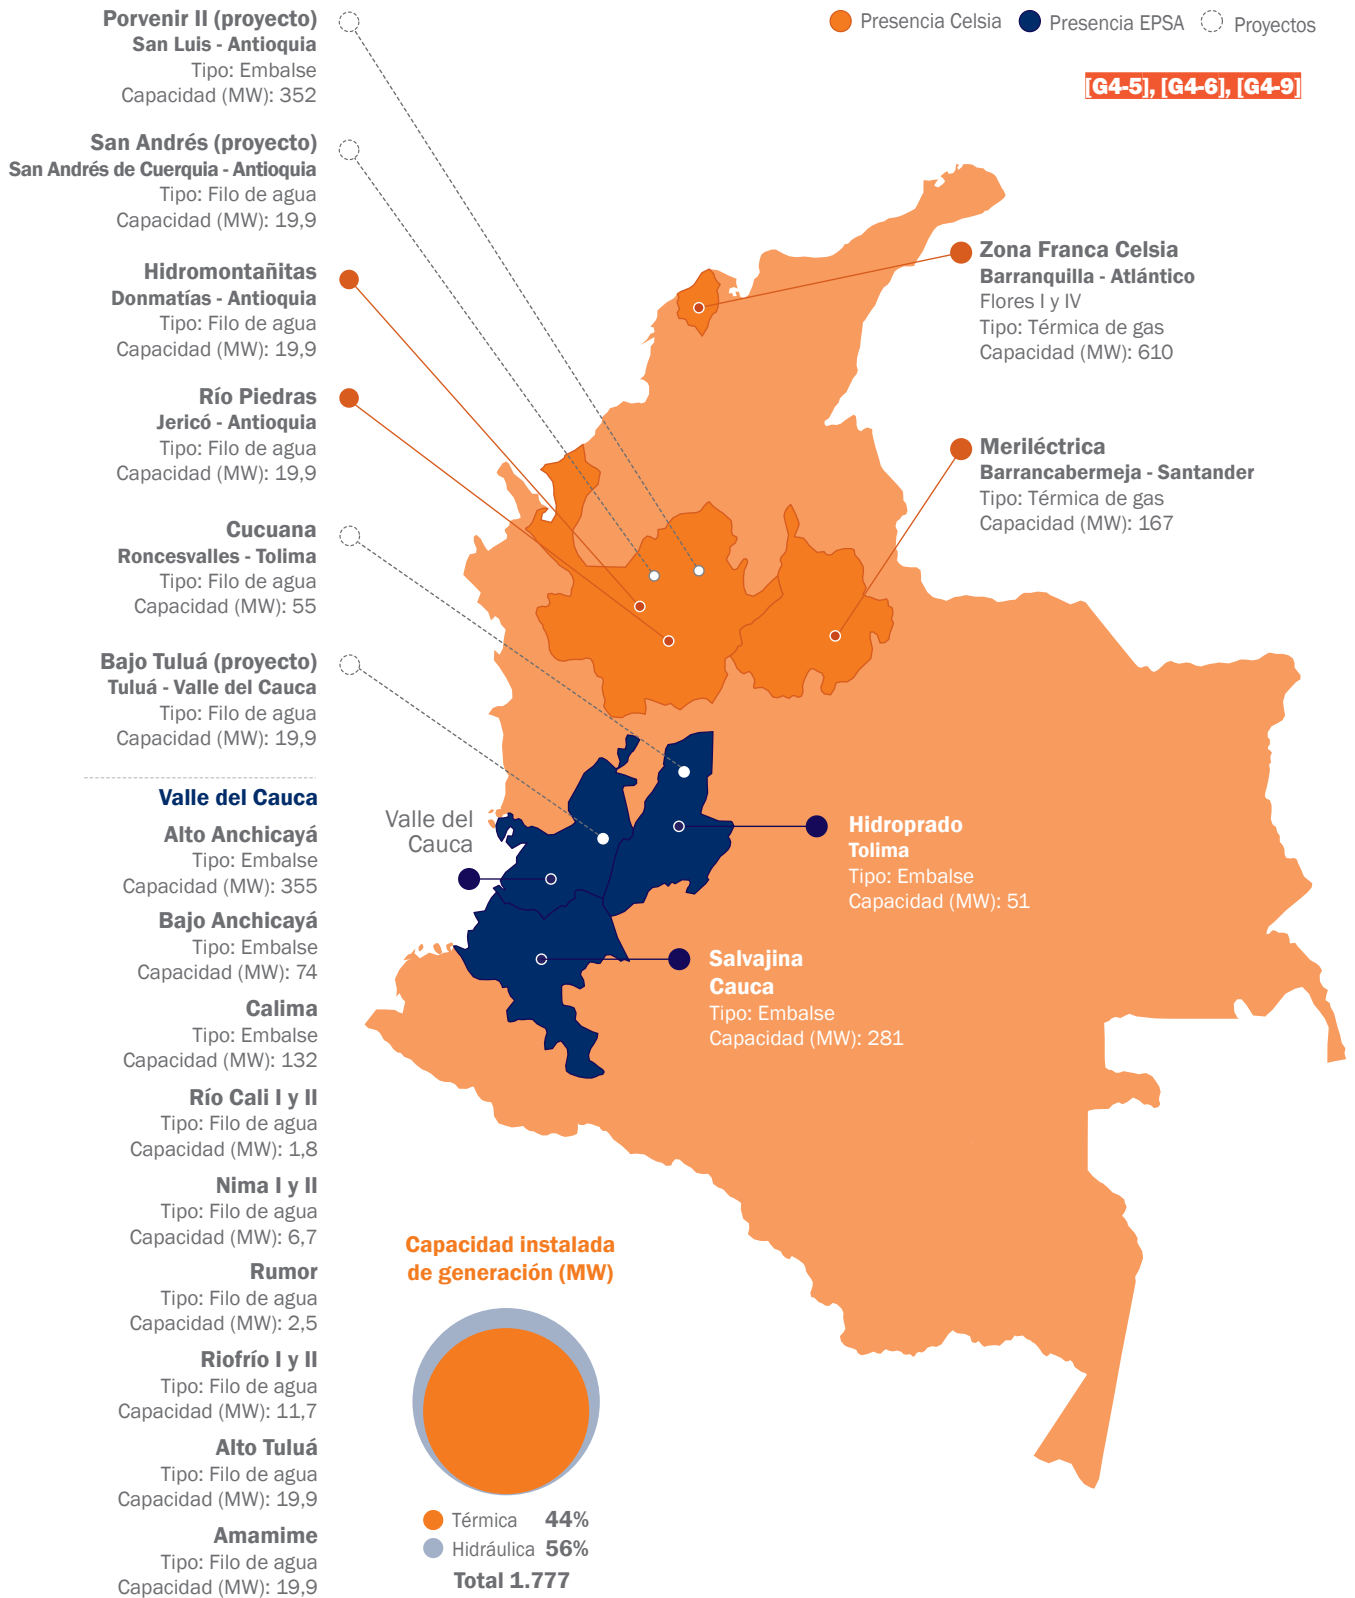 Porvenir II (proyecto)
San Luis - Antioquia
Tipo: Embalse
Capacidad (MW): 352
San Andrés (proyecto)
San Andrés de Cuerquia - Antioquia
Tipo: Filo de agua
Capacidad (MW): 19,9
Hidromontañitas
Donmatías - Antioquia
Tipo: Filo de agua
Capacidad (MW): 19,9
Río Piedras
Jericó - Antioquia
Tipo: Filo de agua
Capacidad (MW): 19,9
Cucuana
Roncesvalles - Tolima
Tipo: Filo de agua
Capacidad (MW): 55
Bajo Tuluá (proyecto)
Tuluá - Valle del Cauca
Tipo: Filo de agua
Capacidad (MW): 19,9
Valle del Cauca
Alto Anchicayá
Tipo: Embalse
Capacidad (MW): 355
Bajo Anchicayá
Tipo: Embalse
Capacidad (MW): 74
Calima
Tipo: Embalse
Capacidad (MW): 132
Río Cali I y II
Tipo: Filo de agua
Capacidad (MW): 1,8
Nima I y II
Tipo: Filo de agua
Capacidad (MW): 6,7
Rumor
Tipo: Filo de agua
Capacidad (MW): 2,5
Riofrío I y II
Tipo: Filo de agua
Capacidad (MW): 11,7
Alto Tuluá
Tipo: Filo de agua
Capacidad (MW): 19,9
Amamime
Tipo: Filo de agua
Capacidad (MW): 19,9
Presencia Celsia
Presencia EPSA
Proyectos
[G4-5], [G4-6], [G4-9]
Zona Franca Celsia
Barranquilla - Atlántico
Flores I y IV
Tipo: Térmica de gas
Capacidad (MW): 610
Meriléctrica
Barrancabermeja - Santander
Tipo: Térmica de gas
Capacidad (MW): 167
Valle del
Cauca
Hidroprado
Tolima
Tipo: Embalse
Capacidad (MW): 51
Salvajina
Cauca
Tipo: Embalse
Capacidad (MW): 281
Capacidad instalada
de generación (MW)
Térmica 44%
Hidráulica 56%
Total 1.777